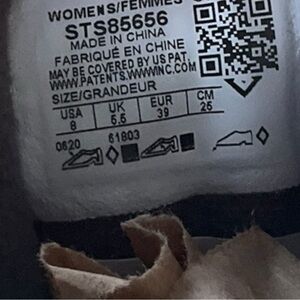 WOMENS/FEMMES
STS85656
MADE IN CHINA
FABRIQUÉ EN CHINE
MAY BE COVERED BY US PAT.
WWW.PATENTS.WWWINC.COM
SIZE/GRANDEUR
USA UK EUR CM
8 5.5 39 25
0620 61803